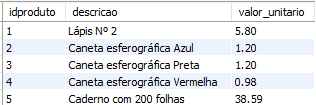 idproduto descricao valor_unitario
1 Lápis Nº 2 5.80
2 Caneta esferográfica Azul 1.20
3 Caneta esferográfica Preta 1.20
4 Caneta esferográfica Vermelha 0.98
5 Caderno com 200 folhas 38.59